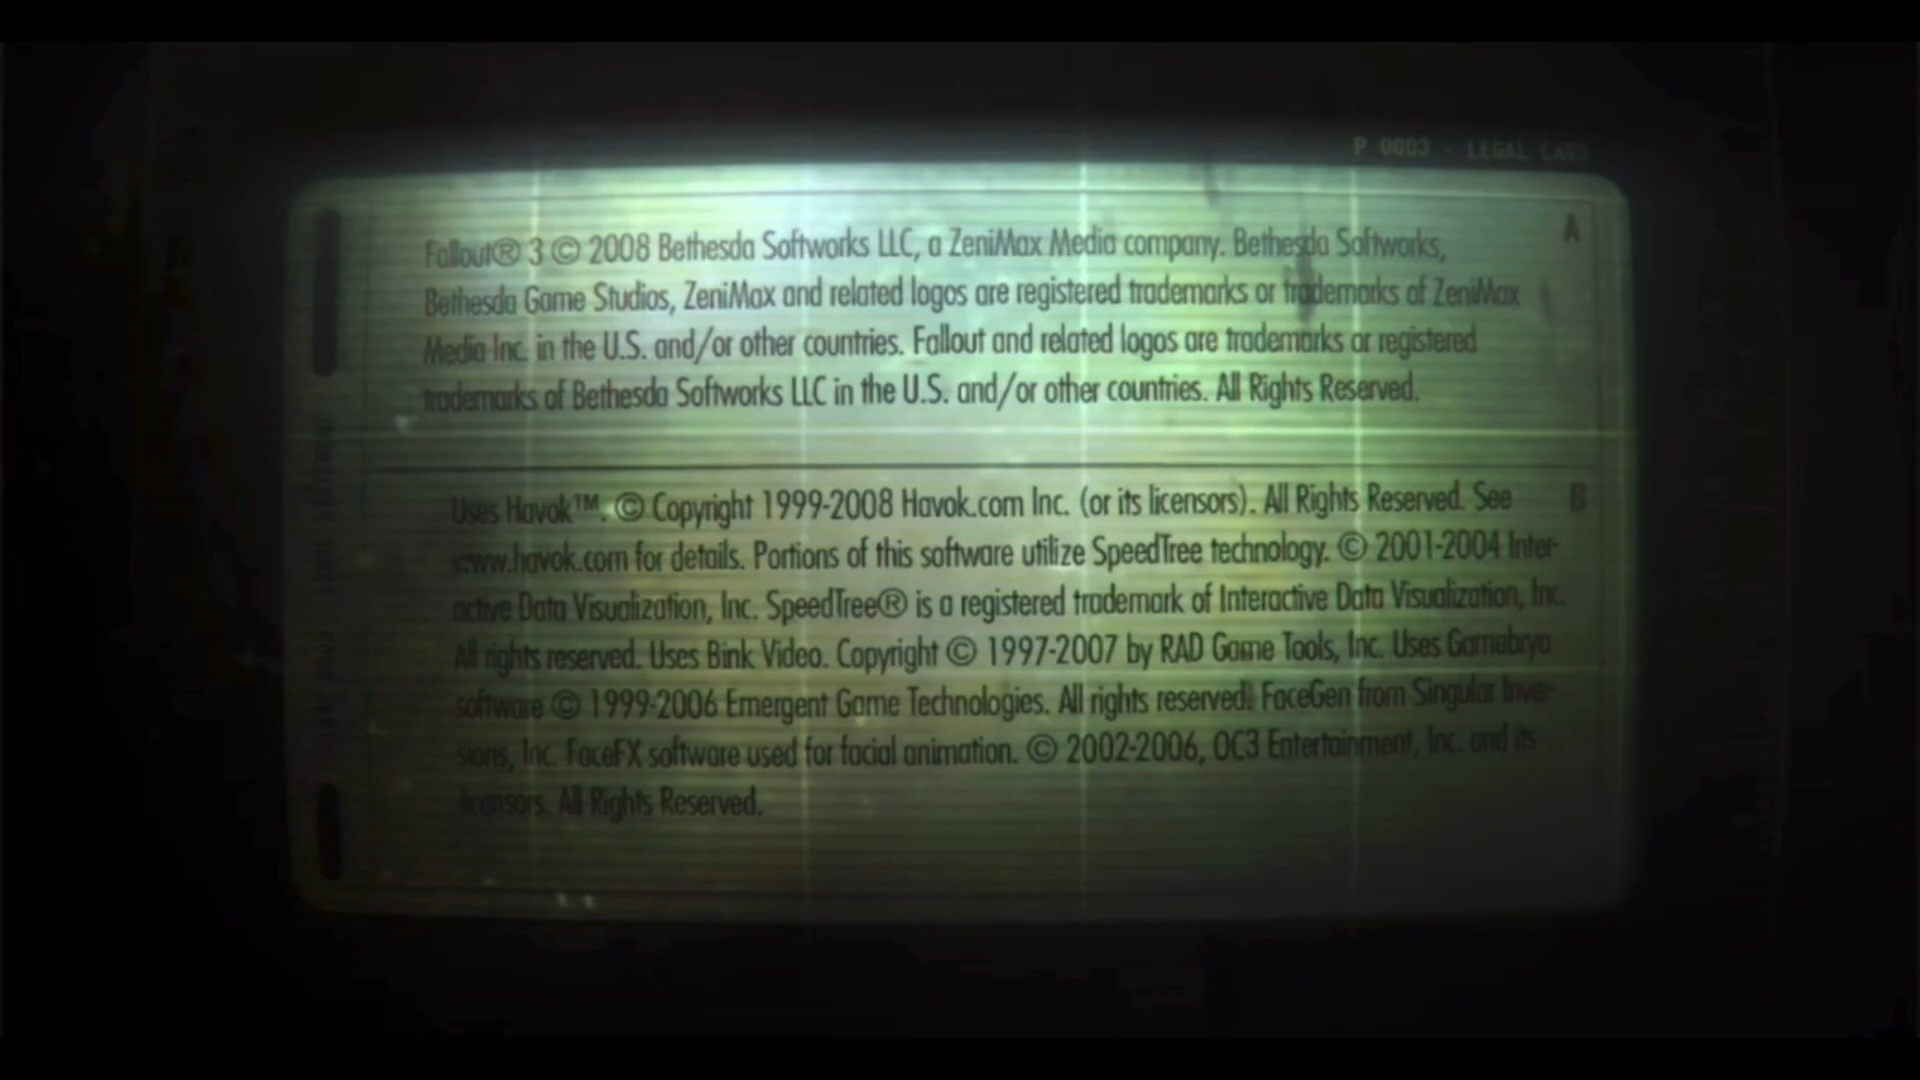 P 0003 - LEGAL CARD
A
Fallout® 3 © 2008 Bethesda Softworks LLC, a ZeniMax Media company. Bethesda Softworks,
Bethesda Game Studios, ZeniMax and related logos are registered trademarks or trademarks of ZeniMax
Media Inc. in the U.S. and/or other countries. Fallout and related logos are trademarks or registered
trademarks of Bethesda Softworks LLC in the U.S. and/or other countries. All Rights Reserved.
B
Uses Havok™. © Copyright 1999-2008 Havok.com Inc. (or its licensors). All Rights Reserved. See
www.havok.com for details. Portions of this software utilize SpeedTree technology. © 2001-2004 Inter-
active Data Visualization, Inc. SpeedTree® is a registered trademark of Interactive Data Visualization, Inc.
All rights reserved. Uses Bink Video. Copyright © 1997-2007 by RAD Game Tools, Inc. Uses Gamebryo
software © 1999-2006 Emergent Game Technologies. All rights reserved. FaceGen from Singular Inver-
sions, Inc. FaceFX software used for facial animation. © 2002-2006, OC3 Entertainment, Inc. and its
licensors. All Rights Reserved.